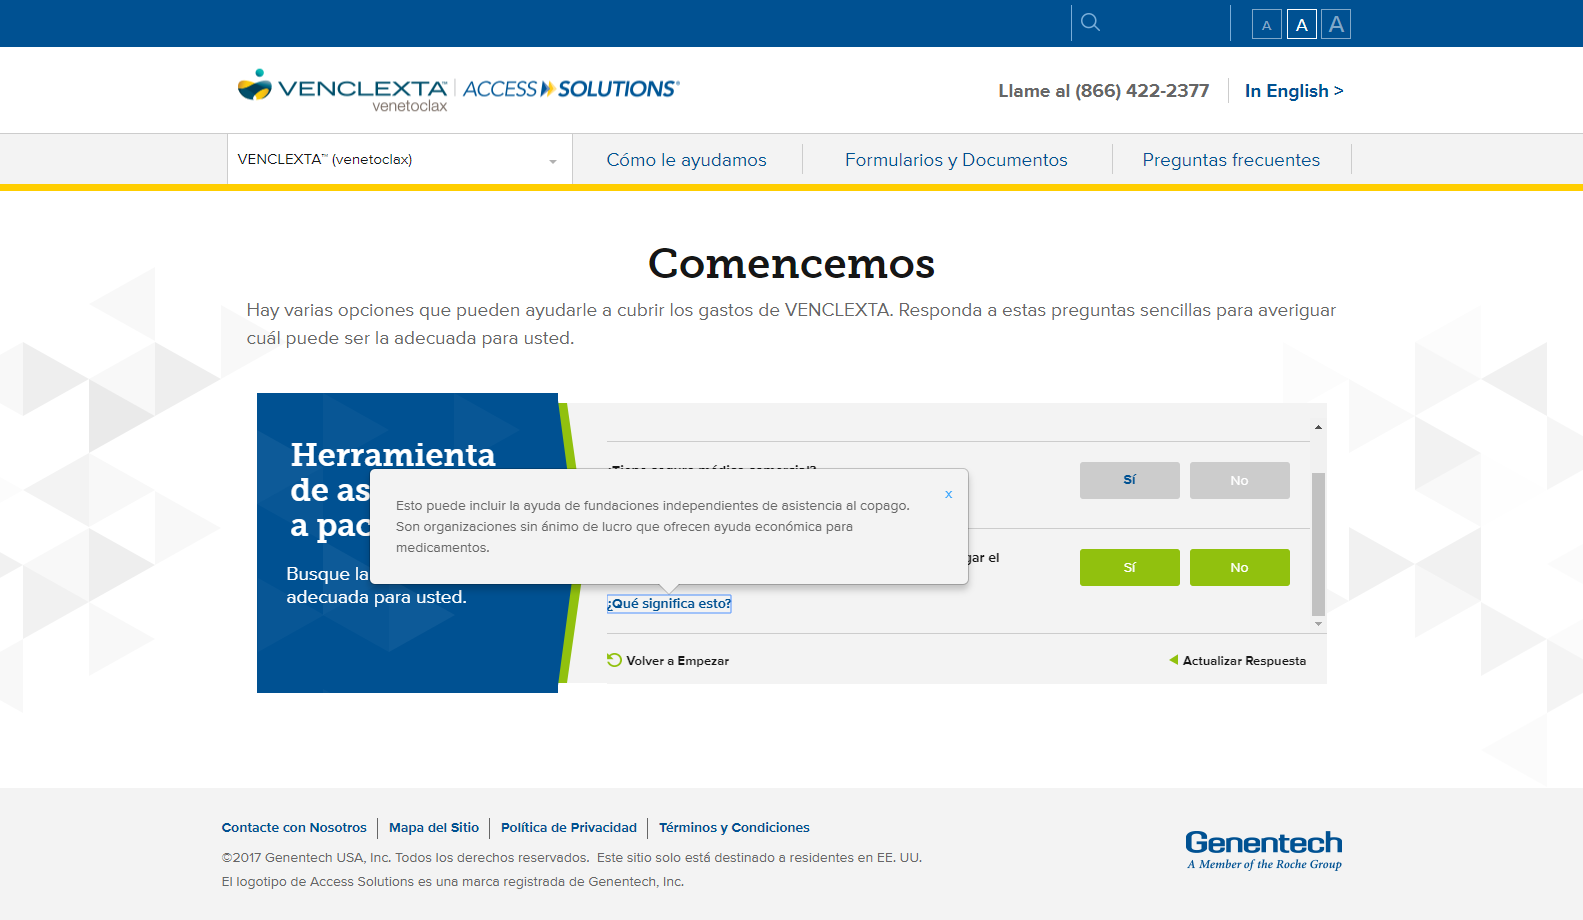 A A A
VENCLEXTA™ venetoclax | ACCESS SOLUTIONS®
Llame al (866) 422-2377
In English >
VENCLEXTA™ (venetoclax)
Cómo le ayudamos
Formularios y Documentos
Preguntas frecuentes
Comencemos
Hay varias opciones que pueden ayudarle a cubrir los gastos de VENCLEXTA. Responda a estas preguntas sencillas para averiguar
cuál puede ser la adecuada para usted.
Herramienta
de as
a pac
Busque la
adecuada para usted.
¿Tiene seguro médico comercial?
Sí No
x
Esto puede incluir la ayuda de fundaciones independientes de asistencia al copago.
Son organizaciones sin ánimo de lucro que ofrecen ayuda económica para
medicamentos.
gar el
Sí No
¿Qué significa esto?
Volver a Empezar
Actualizar Respuesta
Contacte con Nosotros | Mapa del Sitio | Política de Privacidad | Términos y Condiciones
©2017 Genentech USA, Inc. Todos los derechos reservados. Este sitio solo está destinado a residentes en EE. UU.
El logotipo de Access Solutions es una marca registrada de Genentech, Inc.
Genentech
A Member of the Roche Group